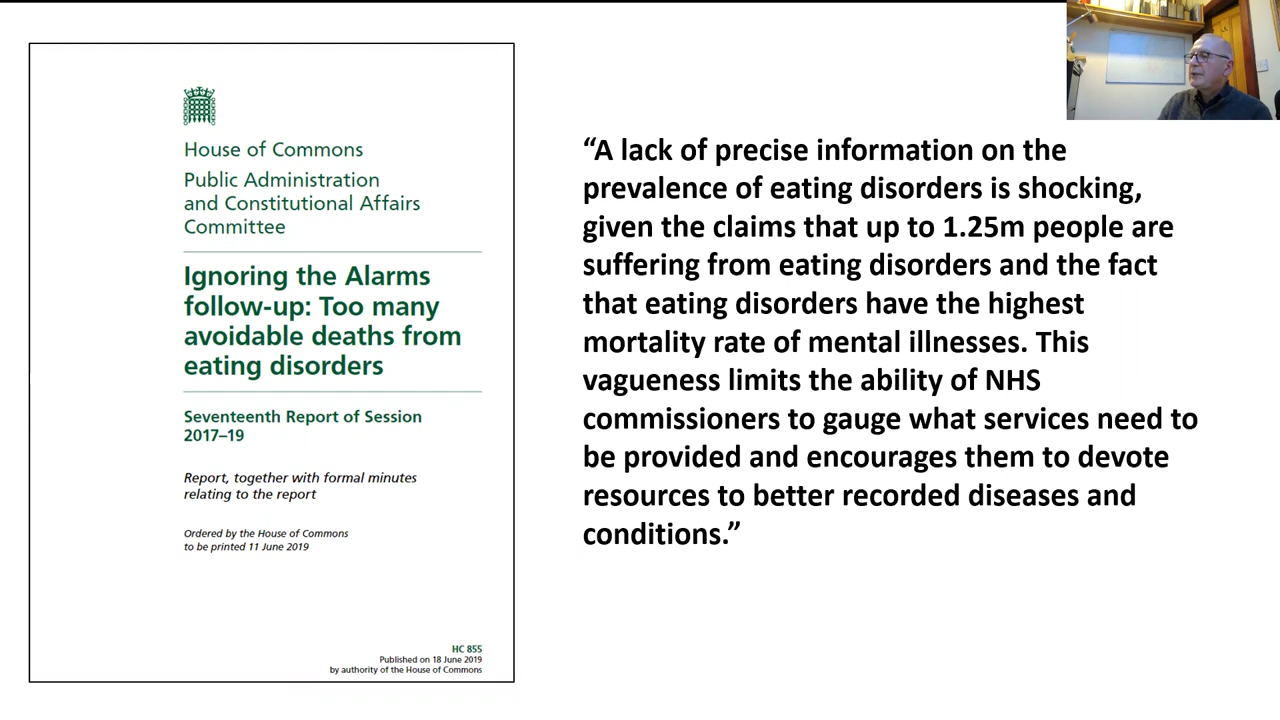 House of Commons
Public Administration
and Constitutional Affairs
Committee
Ignoring the Alarms
follow-up: Too many
avoidable deaths from
eating disorders
Seventeenth Report of Session
2017–19
Report, together with formal minutes
relating to the report
Ordered by the House of Commons
to be printed 11 June 2019
HC 855
Published on 18 June 2019
by authority of the House of Commons
“A lack of precise information on the
prevalence of eating disorders is shocking,
given the claims that up to 1.25m people are
suffering from eating disorders and the fact
that eating disorders have the highest
mortality rate of mental illnesses. This
vagueness limits the ability of NHS
commissioners to gauge what services need to
be provided and encourages them to devote
resources to better recorded diseases and
conditions.”